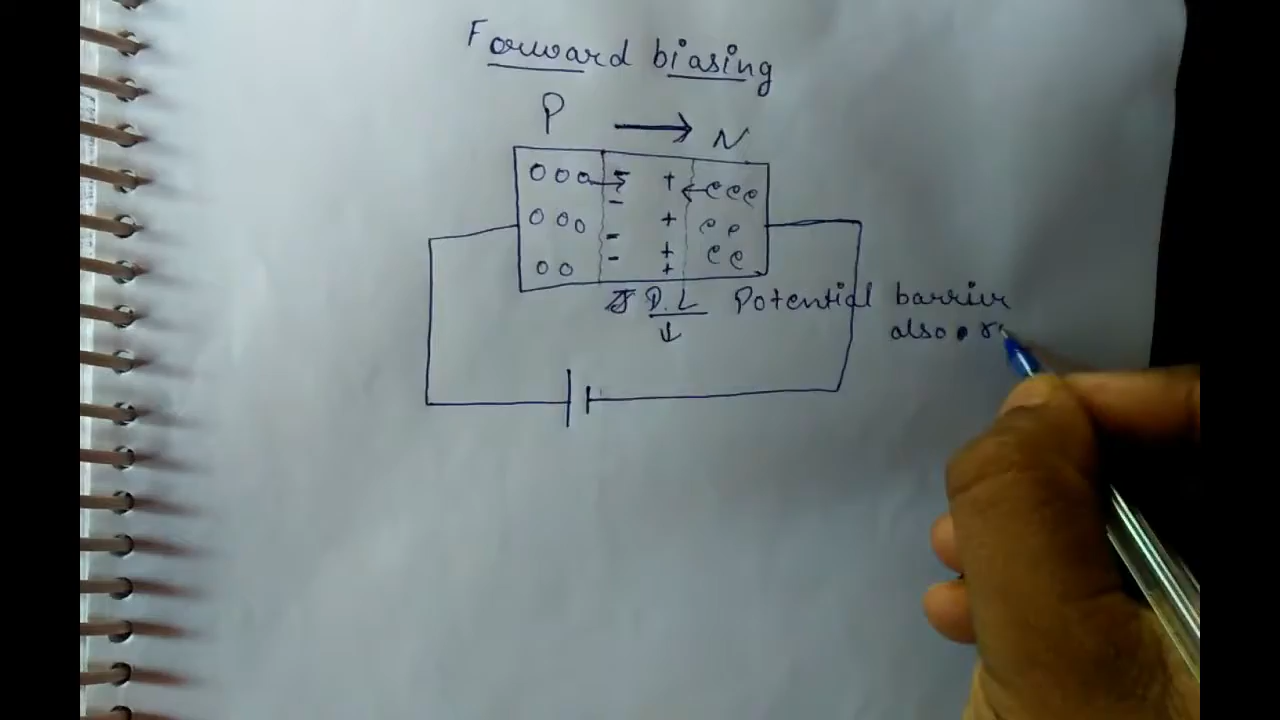 Forward biasing
P
N
D.L
Potential barrier
also